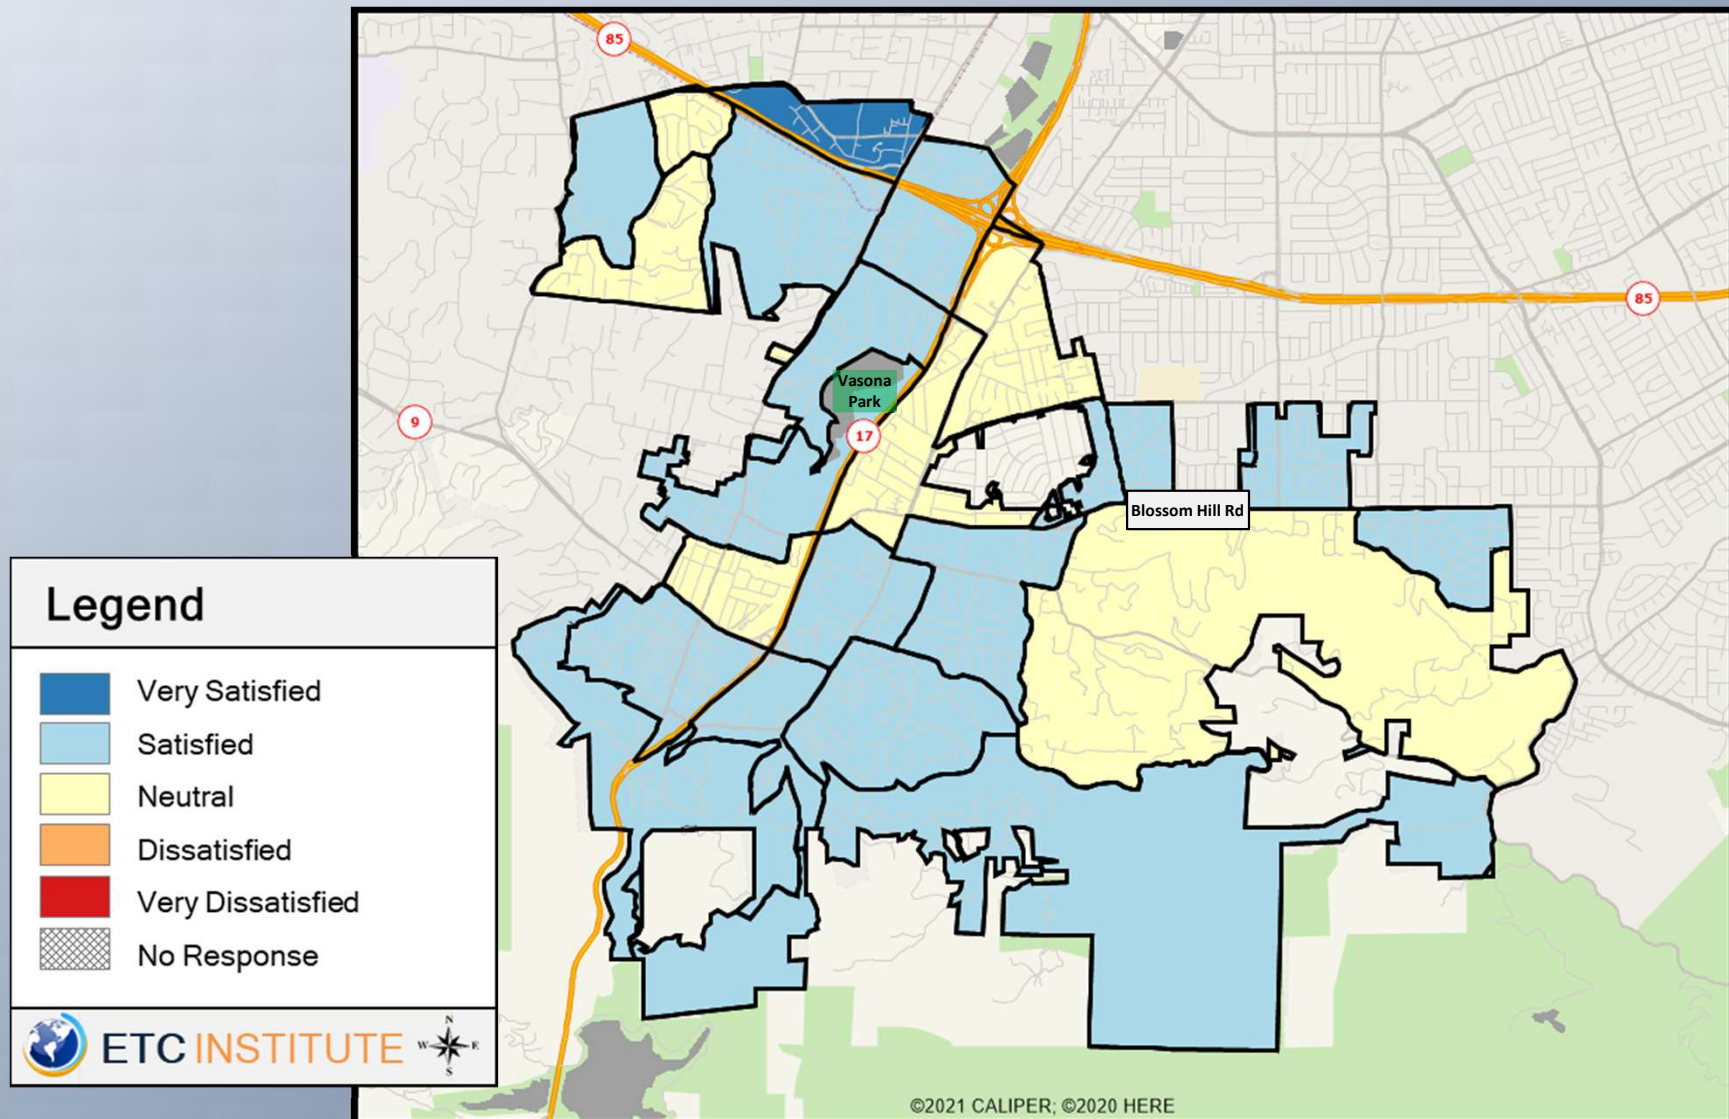 85
85
9
Vasona
Park
17
Blossom Hill Rd
Legend
Very Satisfied
Satisfied
Neutral
Dissatisfied
Very Dissatisfied
No Response
ETC INSTITUTE
N
W E
S
©2021 CALIPER; ©2020 HERE